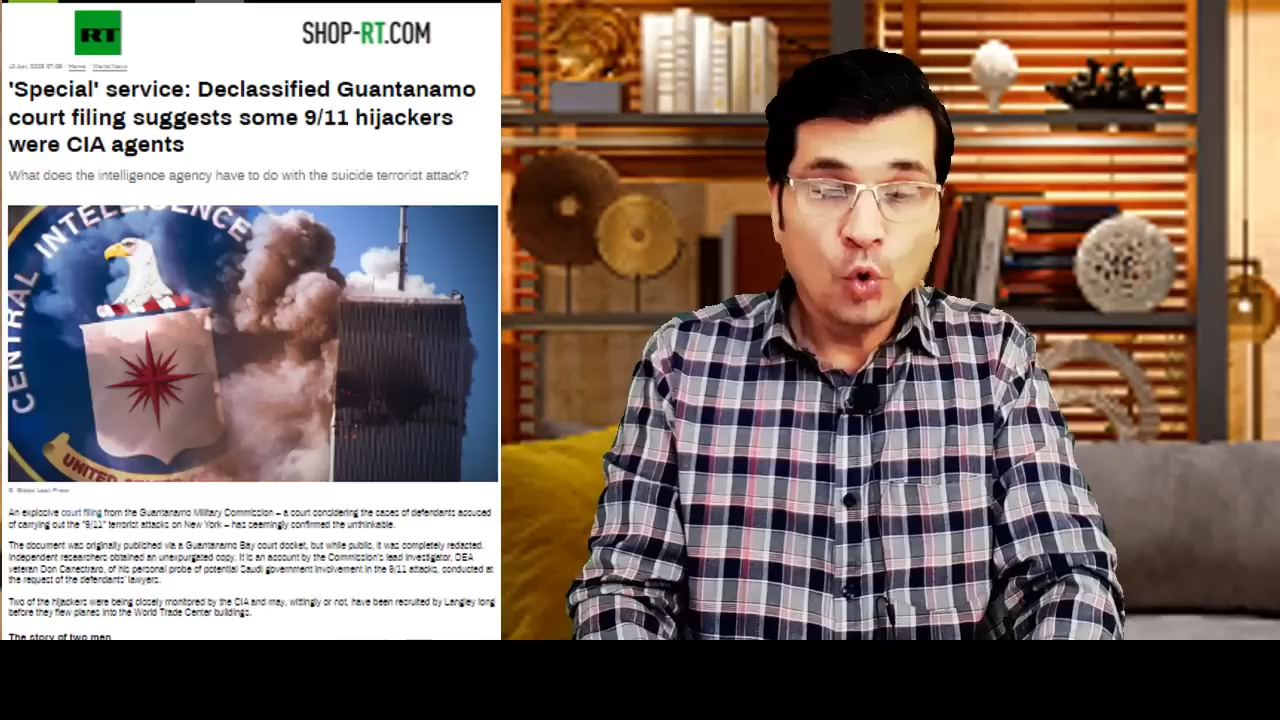 RT
SHOP-RT.COM
Home
World News
'Special' service: Declassified Guantanamo
court filing suggests some 9/11 hijackers
were CIA agents
What does the intelligence agency have to do with the suicide terrorist attack?
CENTRAL INTELLIGENCE
UNITED STATES
© Global Look Press
An explosive court filing from the Guantanamo Military Commission – a court considering the cases of defendants accused
of carrying out the "9/11" terrorist attacks on New York – has seemingly confirmed the unthinkable.
The document was originally published via a Guantanamo Bay court docket, but while public, it was completely redacted.
Independent researchers obtained an unexpurgated copy. It is an account by the Commission's lead investigator, DEA
veteran Don Canestraro, of his personal probe of potential Saudi government involvement in the 9/11 attacks, conducted at
the request of the defendants' lawyers.
Two of the hijackers were being closely monitored by the CIA and may, wittingly or not, have been recruited by Langley long
before they flew planes into the World Trade Center buildings.
The story of two men